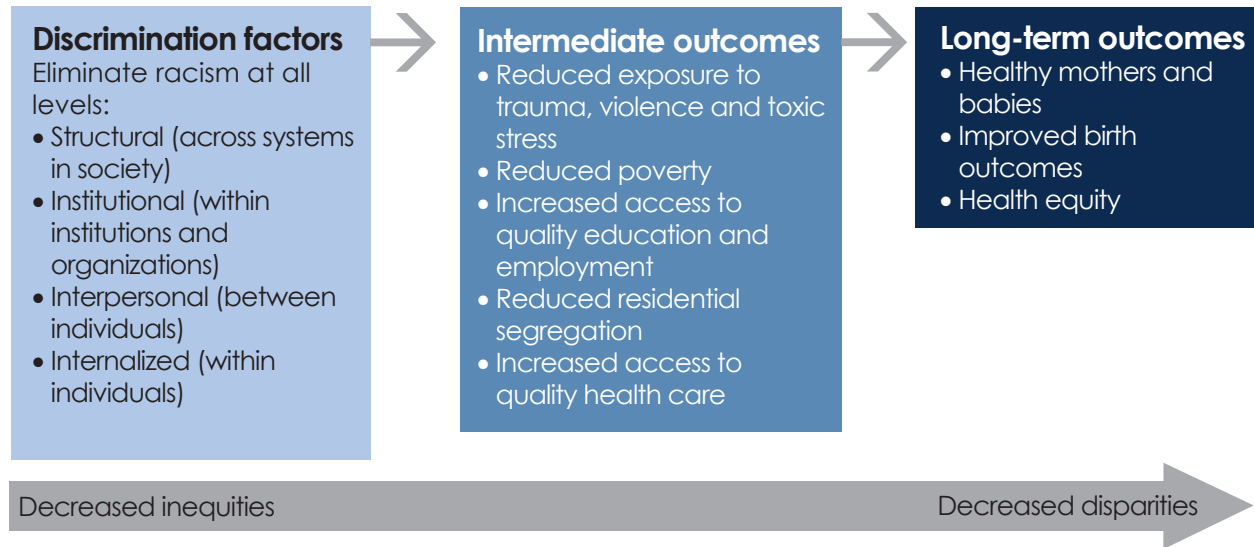 Discrimination factors
Eliminate racism at all
levels:
• Structural (across systems
in society)
• Institutional (within
institutions and
organizations)
• Interpersonal (between
individuals)
• Internalized (within
individuals)
Intermediate outcomes
• Reduced exposure to
trauma, violence and toxic
stress
• Reduced poverty
• Increased access to
quality education and
employment
• Reduced residential
segregation
• Increased access to
quality health care
Long-term outcomes
• Healthy mothers and
babies
• Improved birth
outcomes
• Health equity
Decreased inequities
Decreased disparities